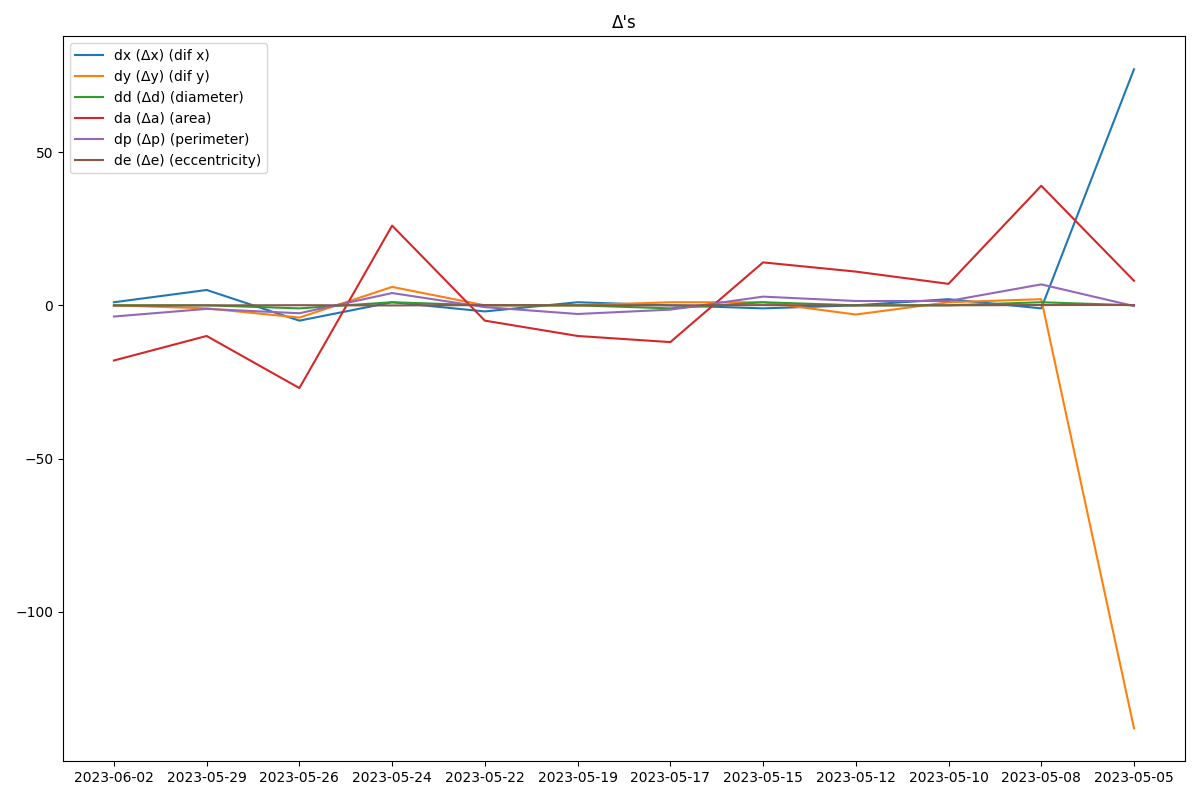 Δ's
dx (Δx) (dif x)
dy (Δy) (dif y)
dd (Δd) (diameter)
da (Δa) (area)
dp (Δp) (perimeter)
de (Δe) (eccentricity)
50
0
−50
−100
2023-06-02 2023-05-29 2023-05-26 2023-05-24 2023-05-22 2023-05-19 2023-05-17 2023-05-15 2023-05-12 2023-05-10 2023-05-08 2023-05-05